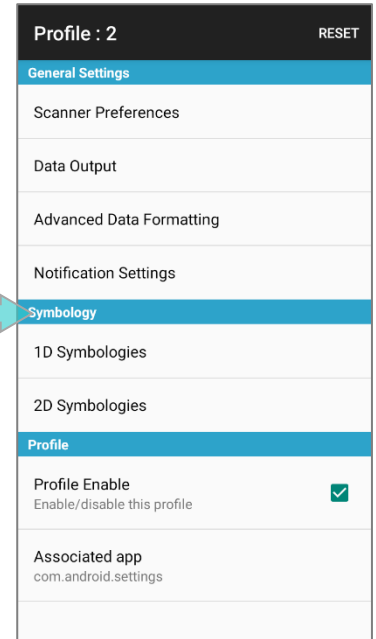 Profile : 2 RESET
General Settings
Scanner Preferences
Data Output
Advanced Data Formatting
Notification Settings
Symbology
1D Symbologies
2D Symbologies
Profile
Profile Enable
Enable/disable this profile
Associated app
com.android.settings